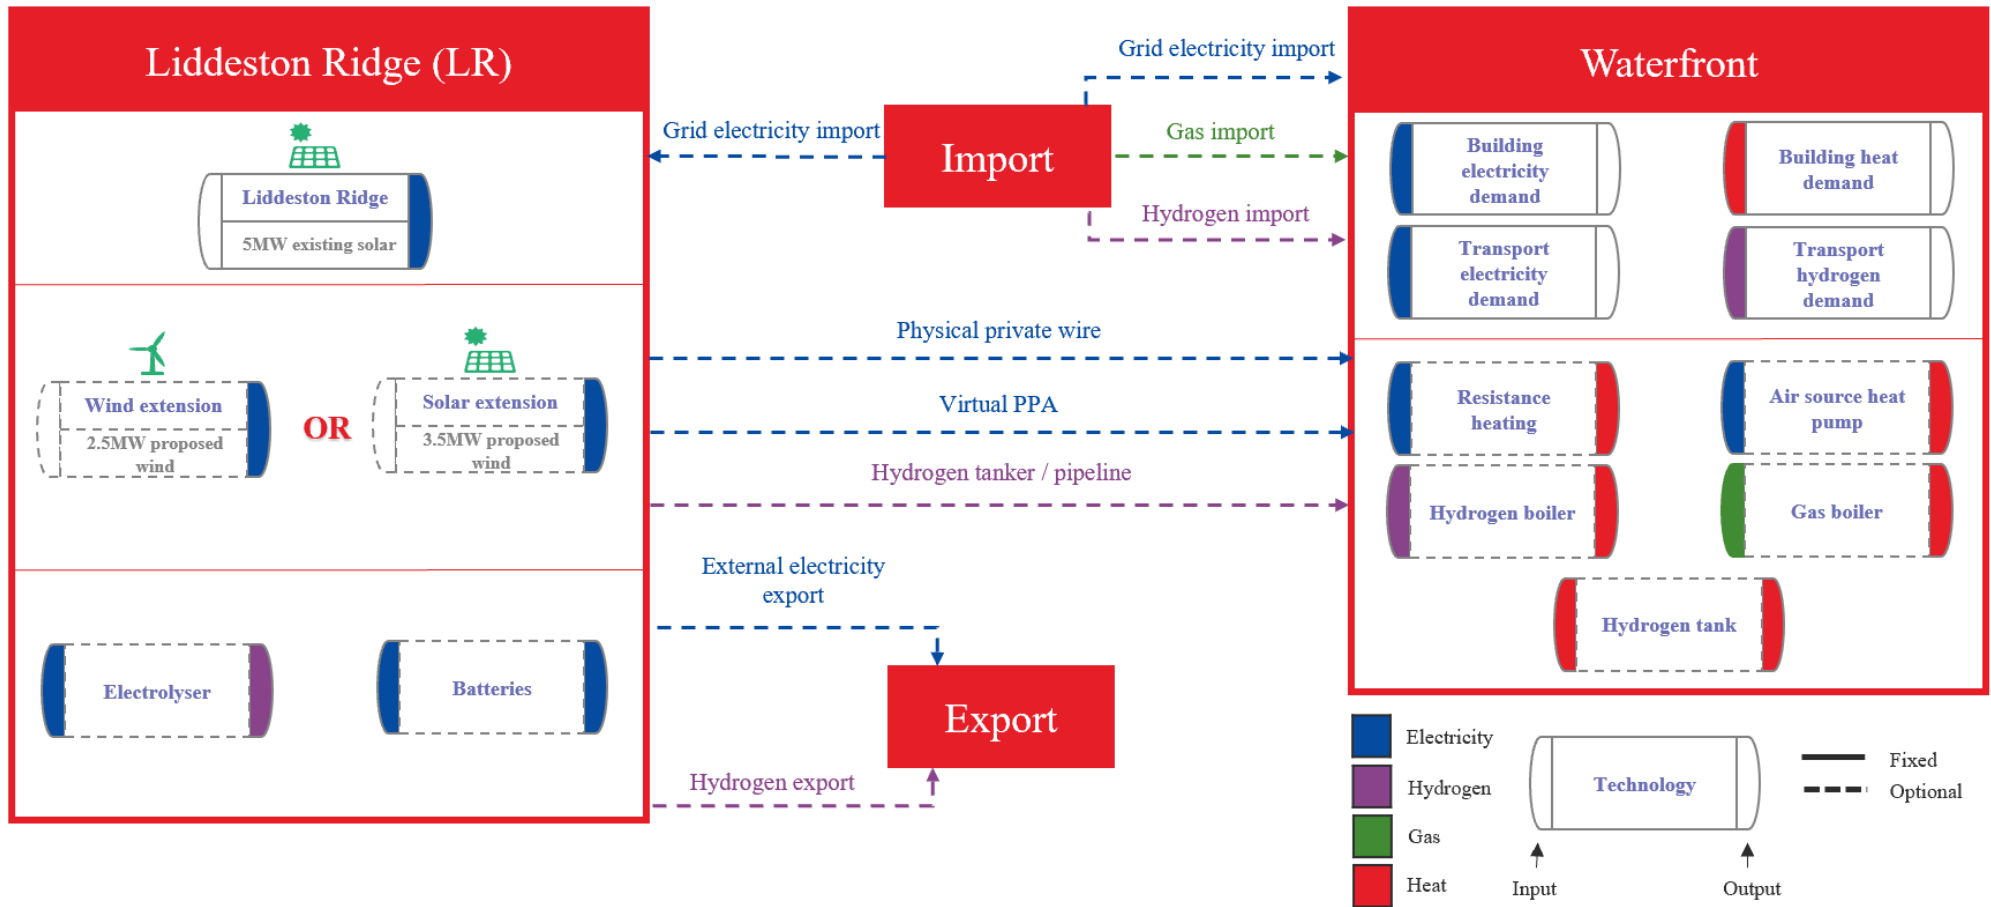 Liddeston Ridge (LR)
Liddeston Ridge
5MW existing solar
Wind extension
2.5MW proposed
wind
OR
Solar extension
3.5MW proposed
wind
Electrolyser
Batteries
Grid electricity import
Import
Grid electricity import
Gas import
Hydrogen import
Physical private wire
Virtual PPA
Hydrogen tanker / pipeline
External electricity
export
Export
Hydrogen export
Waterfront
Building
electricity
demand
Building heat
demand
Transport
electricity
demand
Transport
hydrogen
demand
Resistance
heating
Air source heat
pump
Hydrogen boiler
Gas boiler
Hydrogen tank
Electricity
Hydrogen
Gas
Heat
Technology
Input
Output
Fixed
Optional